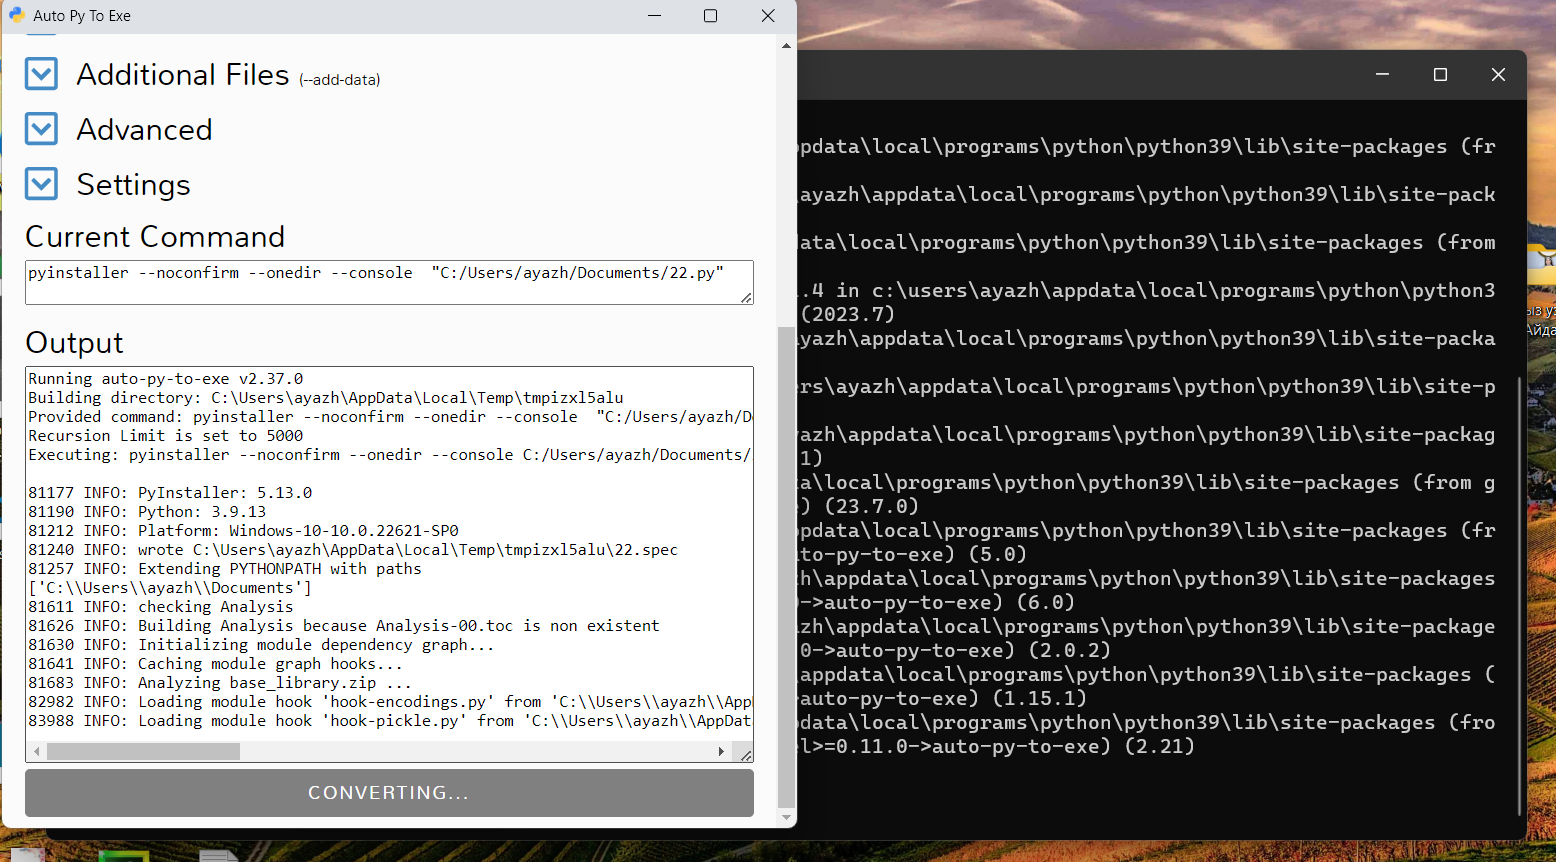 Auto Py To Exe
Additional Files (--add-data)
Advanced
Settings
Current Command
pyinstaller --noconfirm --onedir --console  "C:/Users/ayazh/Documents/22.py"
Output
Running auto-py-to-exe v2.37.0
Building directory: C:\Users\ayazh\AppData\Local\Temp\tmpizxl5alu
Provided command: pyinstaller --noconfirm --onedir --console  "C:/Users/ayazh/D
Recursion Limit is set to 5000
Executing: pyinstaller --noconfirm --onedir --console C:/Users/ayazh/Documents/
81177 INFO: PyInstaller: 5.13.0
81190 INFO: Python: 3.9.13
81212 INFO: Platform: Windows-10-10.0.22621-SP0
81240 INFO: wrote C:\Users\ayazh\AppData\Local\Temp\tmpizxl5alu\22.spec
81257 INFO: Extending PYTHONPATH with paths
['C:\\Users\\ayazh\\Documents']
81611 INFO: checking Analysis
81626 INFO: Building Analysis because Analysis-00.toc is non existent
81630 INFO: Initializing module dependency graph...
81641 INFO: Caching module graph hooks...
81683 INFO: Analyzing base_library.zip ...
82982 INFO: Loading module hook 'hook-encodings.py' from 'C:\\Users\\ayazh\\App
83988 INFO: Loading module hook 'hook-pickle.py' from 'C:\\Users\\ayazh\\AppDat
CONVERTING...
ppdata\local\programs\python\python39\lib\site-packages (fr
ayazh\appdata\local\programs\python\python39\lib\site-pack
data\local\programs\python\python39\lib\site-packages (from
.4 in c:\users\ayazh\appdata\local\programs\python\python3
(2023.7)
yazh\appdata\local\programs\python\python39\lib\site-packa
rs\ayazh\appdata\local\programs\python\python39\lib\site-p
azh\appdata\local\programs\python\python39\lib\site-packag
1)
a\local\programs\python\python39\lib\site-packages (from g
) (23.7.0)
ppdata\local\programs\python\python39\lib\site-packages (fr
to-py-to-exe) (5.0)
h\appdata\local\programs\python\python39\lib\site-packages
->auto-py-to-exe) (6.0)
zh\appdata\local\programs\python\python39\lib\site-package
0->auto-py-to-exe) (2.0.2)
appdata\local\programs\python\python39\lib\site-packages (
auto-py-to-exe) (1.15.1)
data\local\programs\python\python39\lib\site-packages (fro
l>=0.11.0->auto-py-to-exe) (2.21)